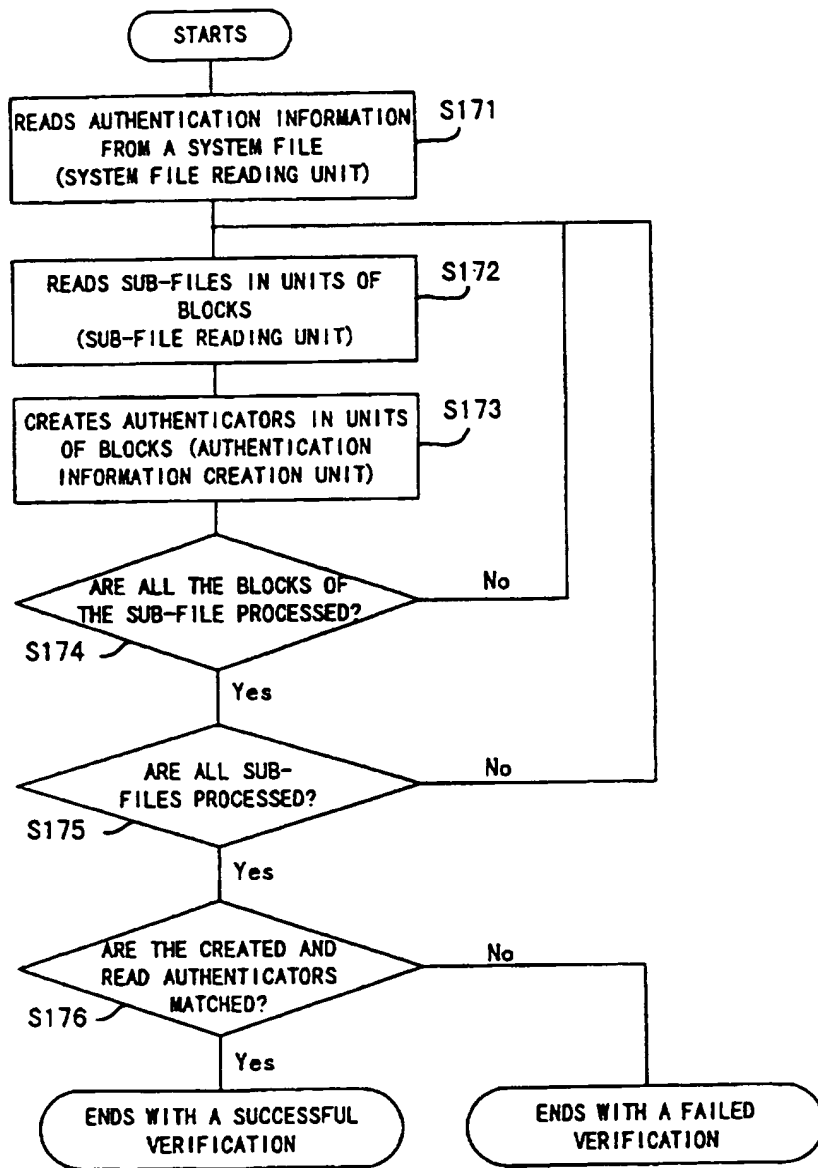 STARTS
READS AUTHENTICATION INFORMATION
FROM A SYSTEM FILE
(SYSTEM FILE READING UNIT)
S171
READS SUB-FILES IN UNITS OF
BLOCKS
(SUB-FILE READING UNIT)
S172
CREATES AUTHENTICATORS IN UNITS
OF BLOCKS (AUTHENTICATION
INFORMATION CREATION UNIT)
S173
ARE ALL THE BLOCKS OF
THE SUB-FILE PROCESSED?
No
S174
Yes
ARE ALL SUB-
FILES PROCESSED?
No
S175
Yes
ARE THE CREATED AND
READ AUTHENTICATORS
MATCHED?
No
S176
Yes
ENDS WITH A SUCCESSFUL
VERIFICATION
ENDS WITH A FAILED
VERIFICATION